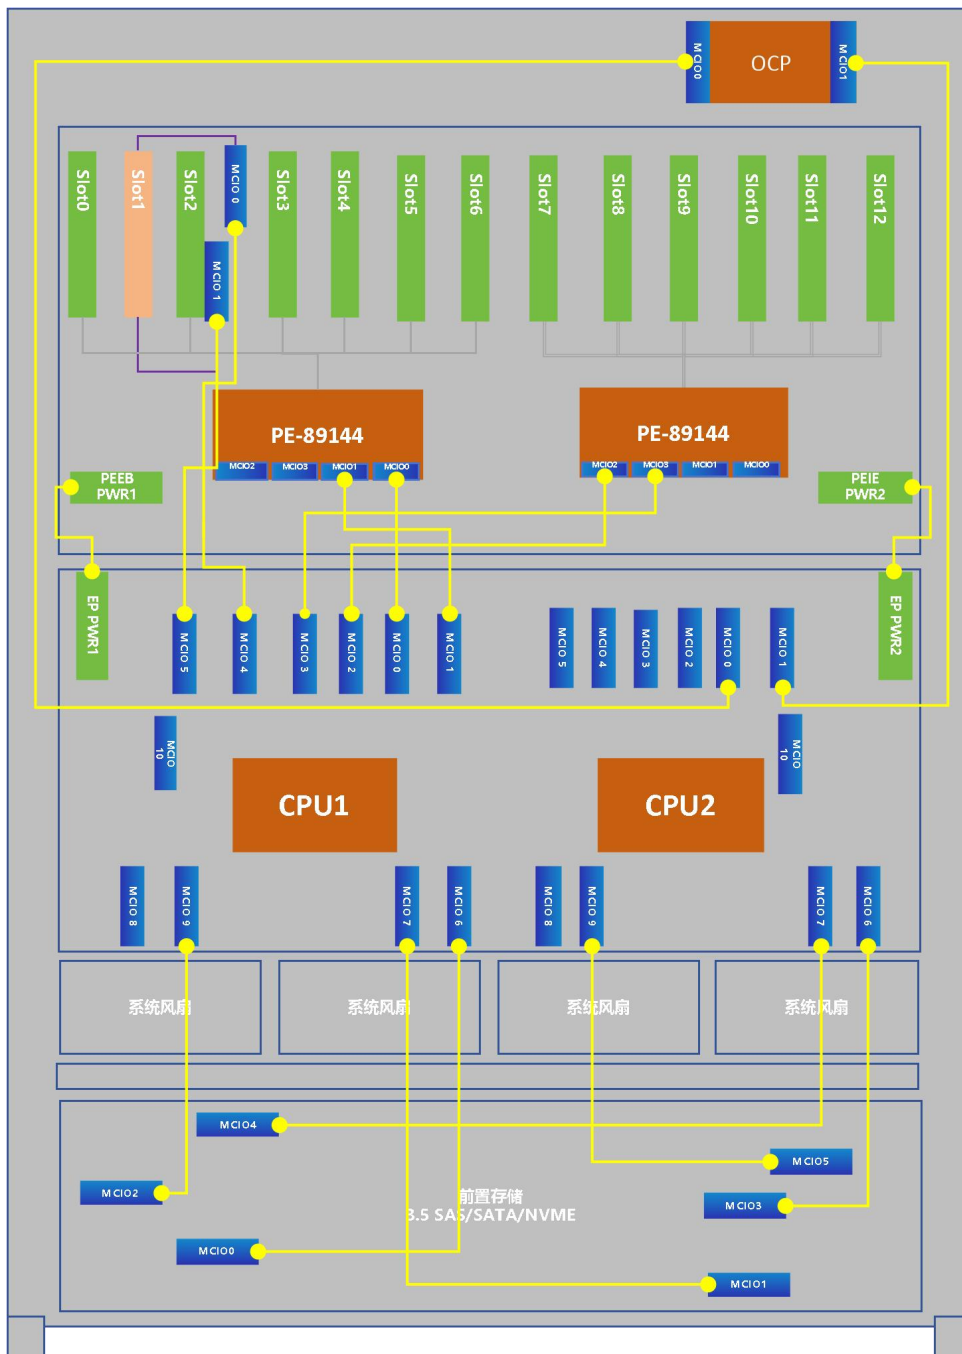 MCIO0
OCP
MCIO1
Slot0
Slot1
Slot2
MCIO 0
MCIO 1
Slot3
Slot4
Slot5
Slot6
Slot7
Slot8
Slot9
Slot10
Slot11
Slot12
PE-89144
MCIO2
MCIO3
MCIO1
MCIO0
PE-89144
MCIO2
MCIO3
MCIO1
MCIO0
PEEB
PWR1
PEIE
PWR2
EP PWR1
MCIO 5
MCIO 4
MCIO 3
MCIO 2
MCIO 0
MCIO 1
MCIO 5
MCIO 4
MCIO 3
MCIO 2
MCIO 0
MCIO 1
EP PWR2
MCIO
10
MCIO
10
CPU1
CPU2
MCIO 8
MCIO 9
MCIO 7
MCIO 6
MCIO 8
MCIO 9
MCIO 7
MCIO 6
系统风扇
系统风扇
系统风扇
系统风扇
MCIO4
MCIO5
MCIO2
前置存储
3.5 SAS/SATA/NVME
MCIO3
MCIO0
MCIO1